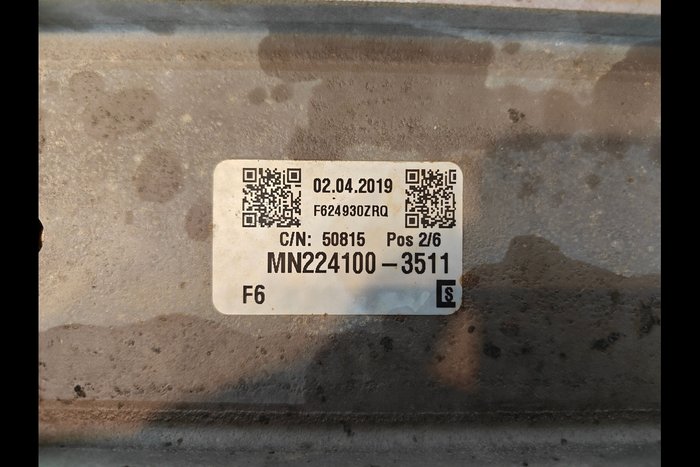 02.04.2019
F624930ZRQ
C/N: 50815 Pos 2/6
MN224100-3511
F6
S